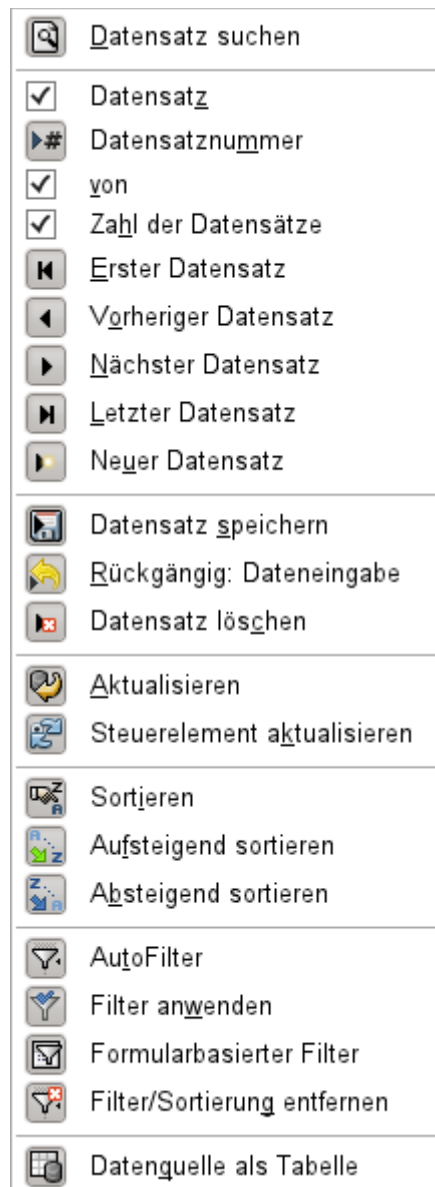 Datensatz suchen
Datensatz
Datensatznummer
von
Zahl der Datensätze
Erster Datensatz
Vorheriger Datensatz
Nächster Datensatz
Letzter Datensatz
Neuer Datensatz
Datensatz speichern
Rückgängig: Dateneingabe
Datensatz löschen
Aktualisieren
Steuerelement aktualisieren
Sortieren
Aufsteigend sortieren
Absteigend sortieren
AutoFilter
Filter anwenden
Formularbasierter Filter
Filter/Sortierung entfernen
Datenquelle als Tabelle